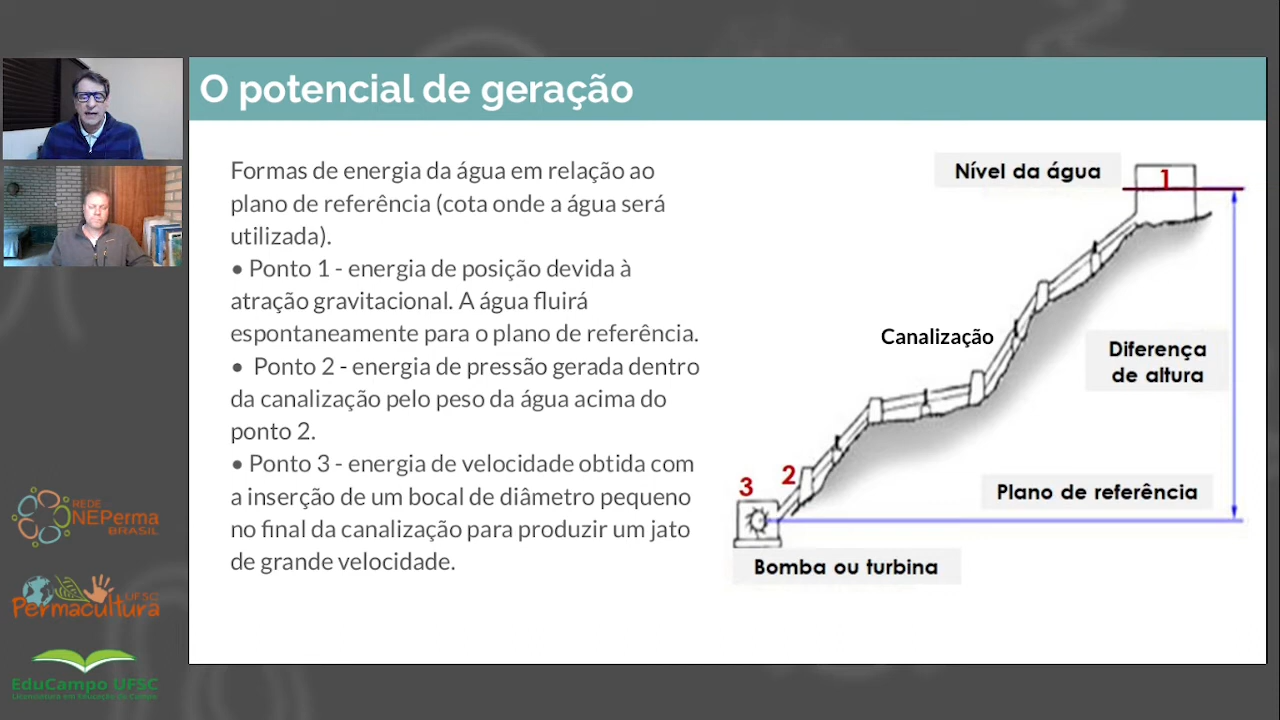 O potencial de geração
Formas de energia da água em relação ao
plano de referência (cota onde a água será
utilizada).
• Ponto 1 - energia de posição devida à
atração gravitacional. A água fluirá
espontaneamente para o plano de referência.
• Ponto 2 - energia de pressão gerada dentro
da canalização pelo peso da água acima do
ponto 2.
• Ponto 3 - energia de velocidade obtida com
a inserção de um bocal de diâmetro pequeno
no final da canalização para produzir um jato
de grande velocidade.
Nível da água
1
Canalização
Diferença
de altura
2
3
Plano de referência
Bomba ou turbina
REDE
NEPerma
BRASIL
UFSC
Permacultura
EduCampo UFSC
Licenciatura em Educação do Campo